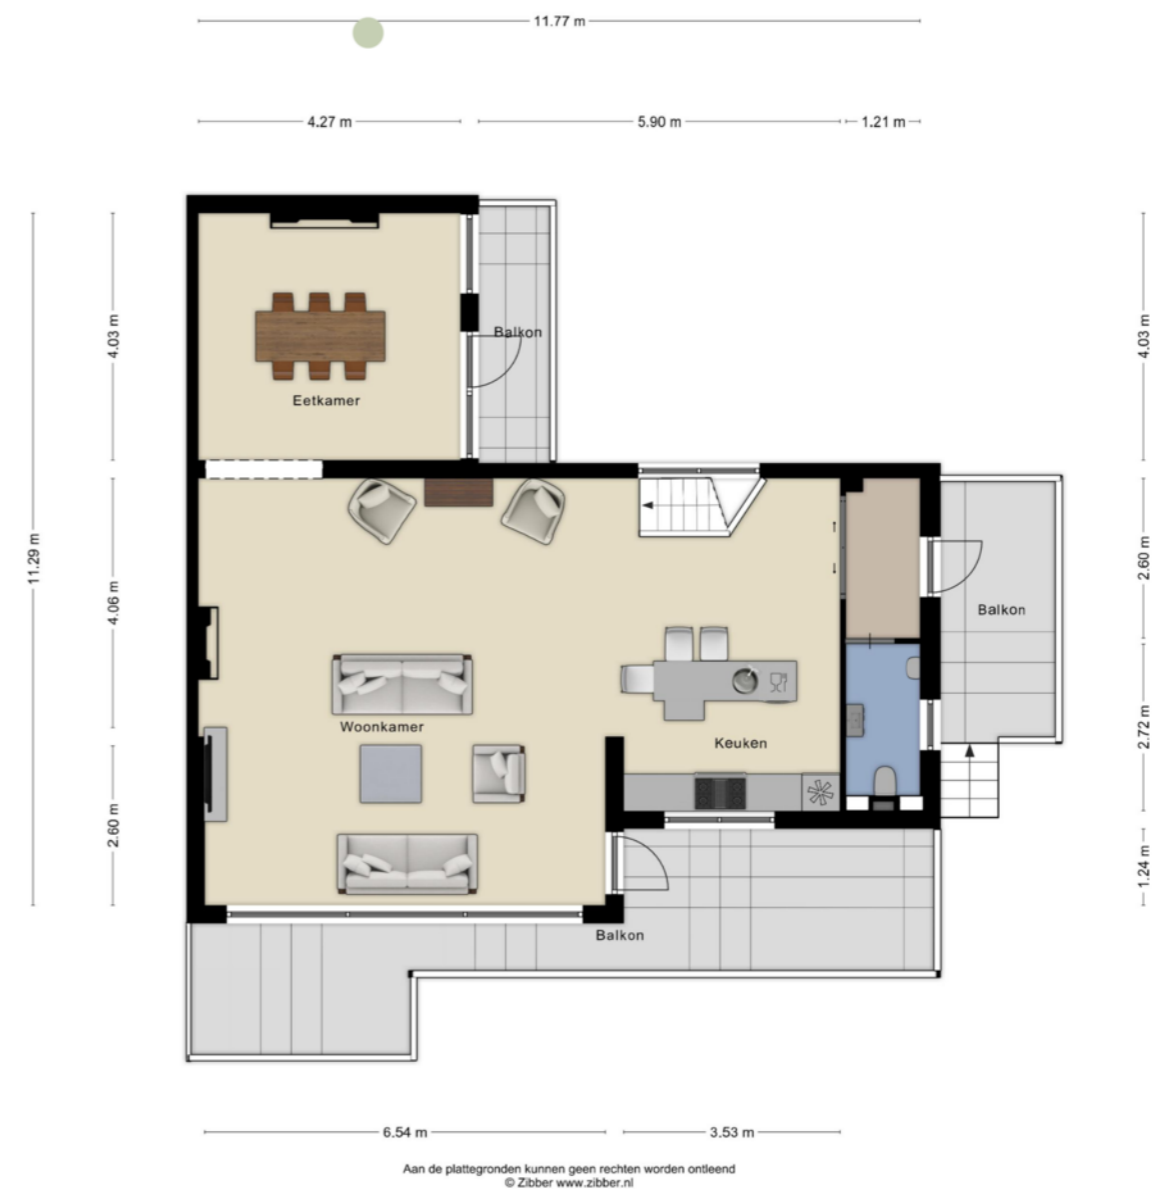 11.77 m
4.27 m
5.90 m
1.21 m
4.03 m
4.03 m
Balkon
Eetkamer
11.29 m
4.06 m
2.60 m
Balkon
Woonkamer
Keuken
2.72 m
2.60 m
1.24 m
Balkon
6.54 m
3.53 m
Aan de plattegronden kunnen geen rechten worden ontleend
© Zibber www.zibber.nl